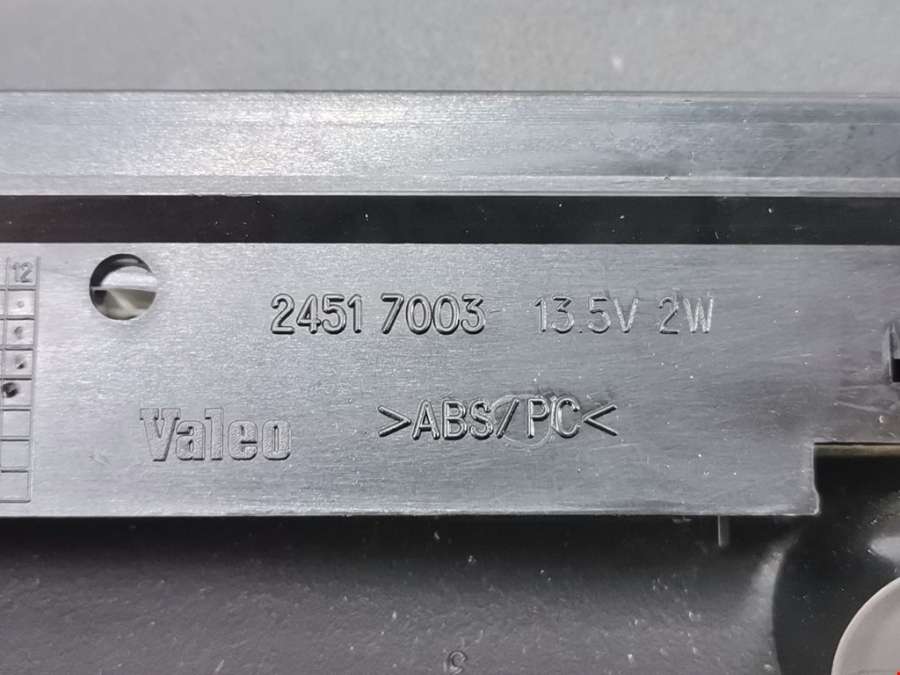 12
2451 7003 13.5V 2W
Valeo >ABS/PC<